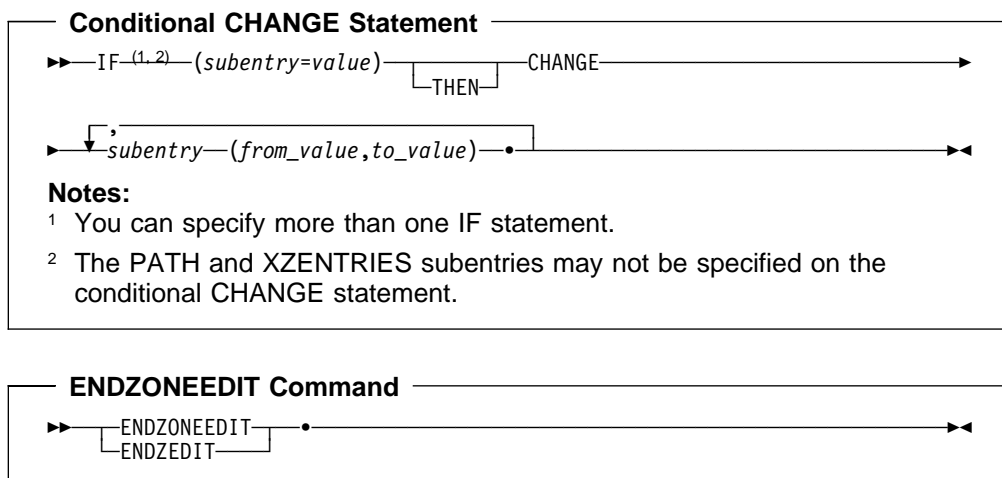 Conditional CHANGE Statement
►►──IF─(1, 2)──(subentry=value)──┬──────┬──CHANGE──►
└─THEN─┘
,
►──▼─subentry──(from_value,to_value)──•──┴──►◄
Notes:
1 You can specify more than one IF statement.
2 The PATH and XZENTRIES subentries may not be specified on the
conditional CHANGE statement.
ENDZONEEDIT Command
►►──┬─ENDZONEEDIT─┬──•──►◄
└─ENDZEDIT────┘